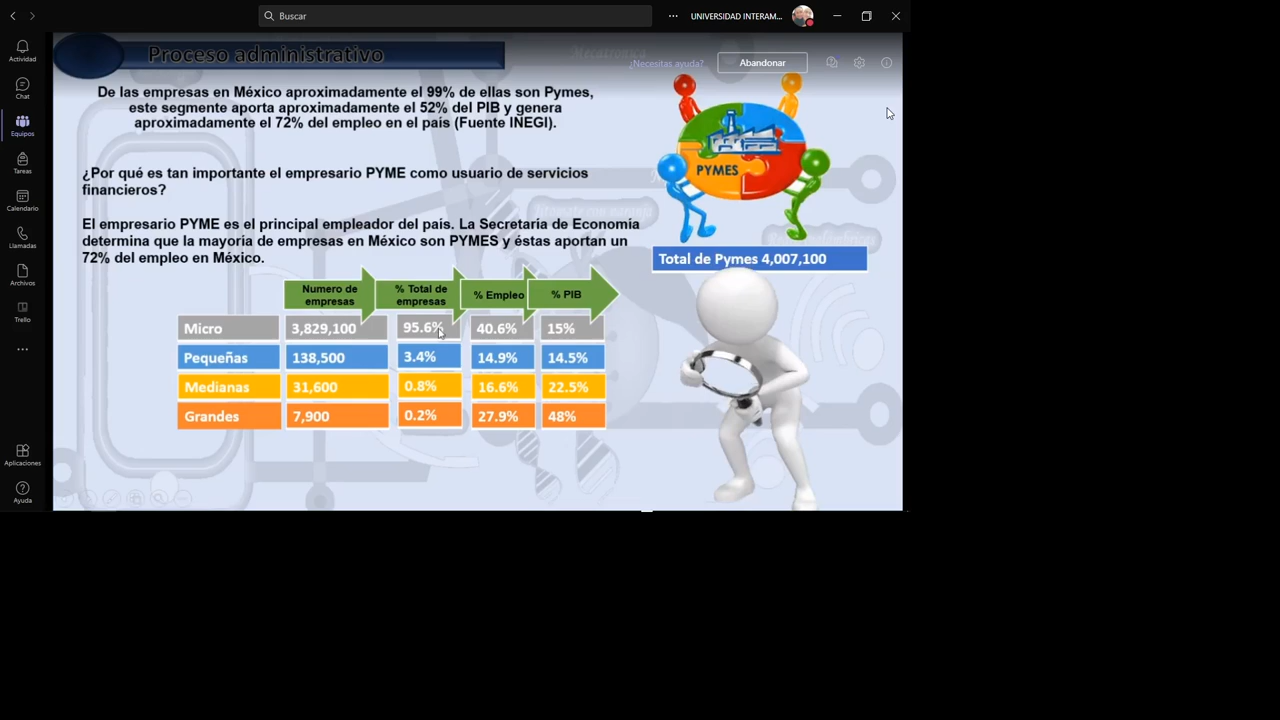 Buscar
UNIVERSIDAD INTERAM...
Actividad
Chat
Equipos
Tareas
Calendario
Llamadas
Archivos
Trello
Aplicaciones
Ayuda
¿Necesitas ayuda?
Abandonar
Proceso administrativo
De las empresas en México aproximadamente el 99% de ellas son Pymes,
este segmento aporta aproximadamente el 52% del PIB y genera
aproximadamente el 72% del empleo en el país (Fuente INEGI).
PYMES
¿Por qué es tan importante el empresario PYME como usuario de servicios
financieros?
El empresario PYME es el principal empleador del país. La Secretaría de Economía
determina que la mayoría de empresas en México son PYMES y éstas aportan un
72% del empleo en México.
Total de Pymes 4,007,100
Numero de
empresas
% Total de
empresas
% Empleo
% PIB
Micro 3,829,100 95.6% 40.6% 15%
Pequeñas 138,500 3.4% 14.9% 14.5%
Medianas 31,600 0.8% 16.6% 22.5%
Grandes 7,900 0.2% 27.9% 48%